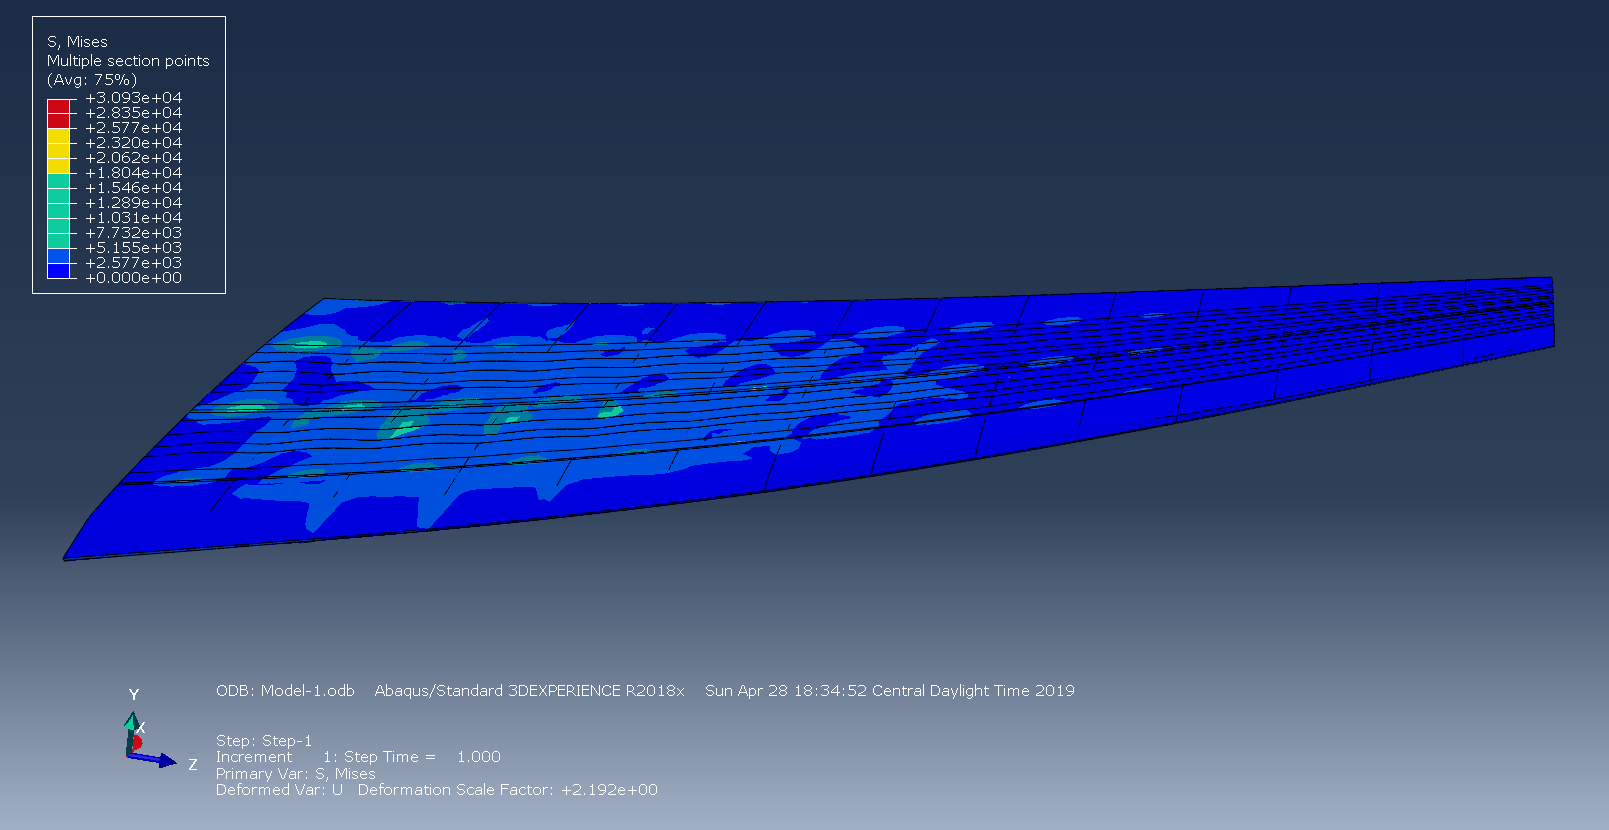 S, Mises
Multiple section points
(Avg: 75%)
+3.093e+04
+2.835e+04
+2.577e+04
+2.320e+04
+2.062e+04
+1.804e+04
+1.546e+04
+1.289e+04
+1.031e+04
+7.732e+03
+5.155e+03
+2.577e+03
+0.000e+00
Y
X
Z
ODB: Model-1.odb    Abaqus/Standard 3DEXPERIENCE R2018x    Sun Apr 28 18:34:52 Central Daylight Time 2019
Step: Step-1
Increment      1: Step Time =    1.000
Primary Var: S, Mises
Deformed Var: U   Deformation Scale Factor: +2.192e+00